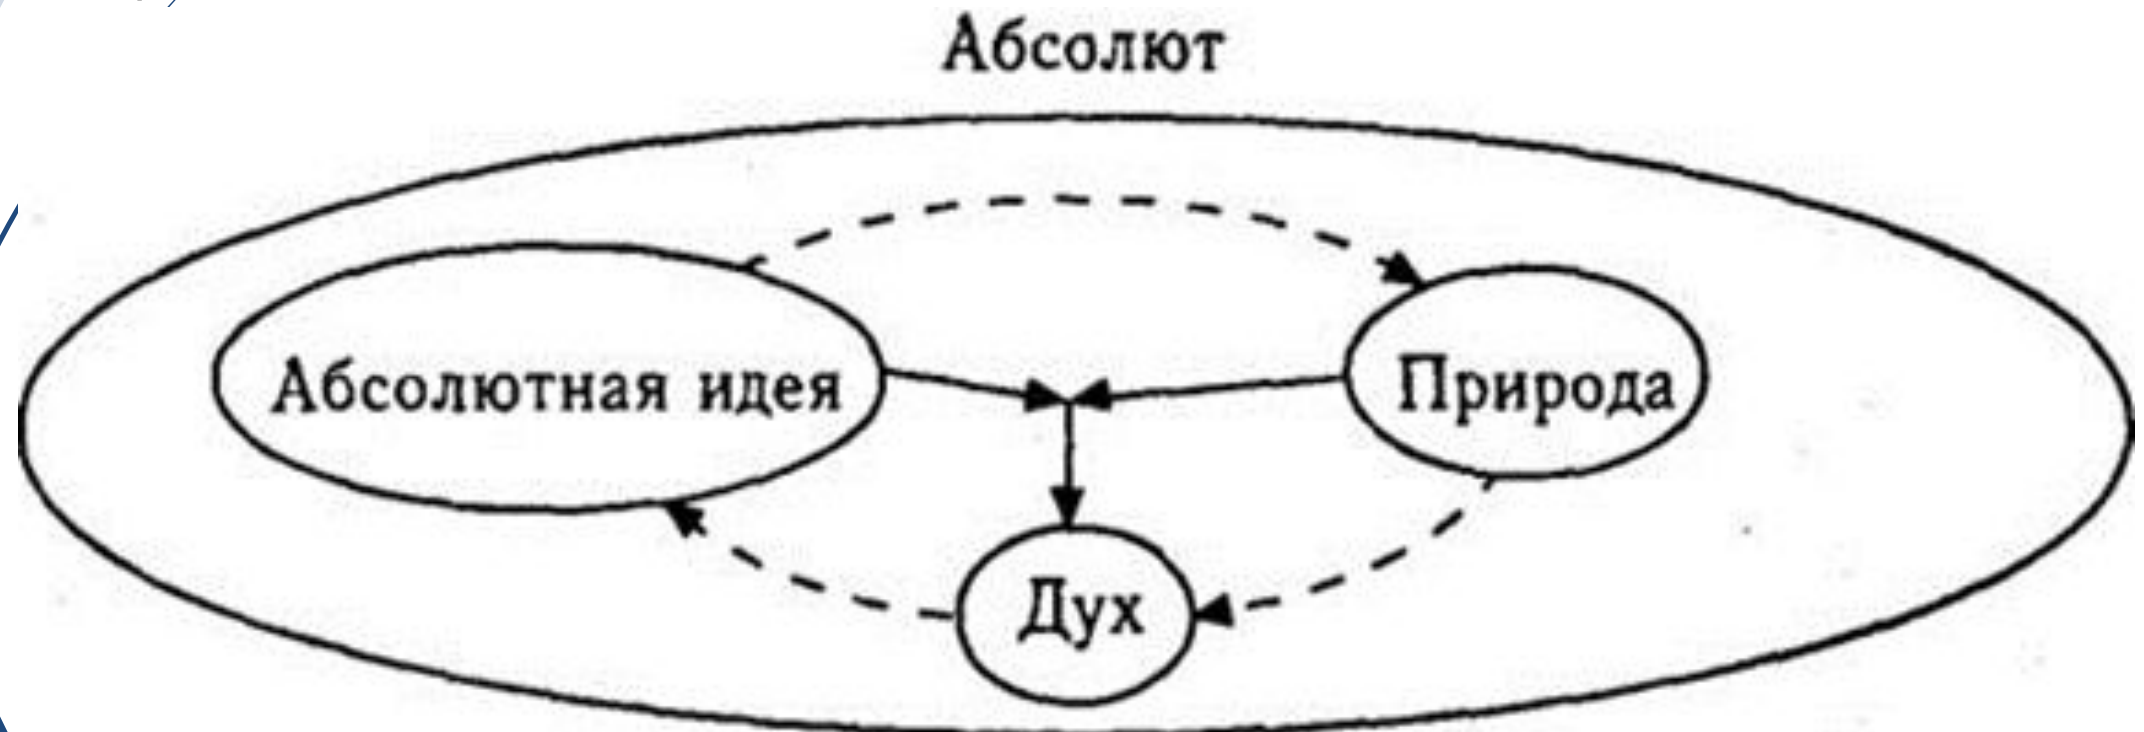 Абсолют
Абсолютная идея
Природа
Дух